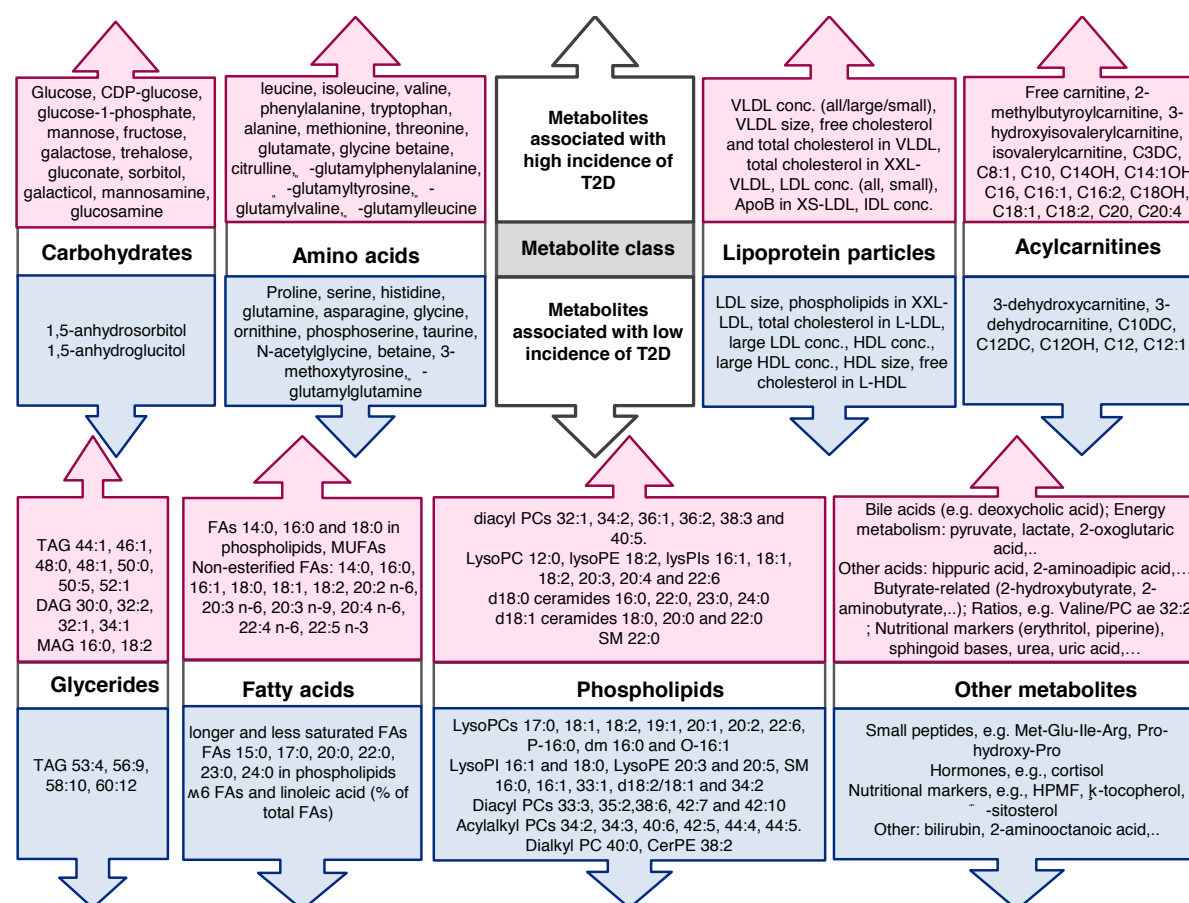 Glucose, CDP-glucose,
glucose-1-phosphate,
mannose, fructose,
galactose, trehalose,
gluconate, sorbitol,
galacticol, mannosamine,
glucosamine
Carbohydrates
1,5-anhydrosorbitol
1,5-anhydroglucitol
leucine, isoleucine, valine,
phenylalanine, tryptophan,
alanine, methionine, threonine,
glutamate, glycine betaine,
citrulline, -glutamylphenylalanine,
-glutamyltyrosine, -
glutamylvaline, -glutamylleucine
Amino acids
Proline, serine, histidine,
glutamine, asparagine, glycine,
ornithine, phosphoserine, taurine,
N-acetylglycine, betaine, 3-
methoxytyrosine, -
glutamylglutamine
Metabolites
associated with
high incidence of
T2D
Metabolite class
Metabolites
associated with low
incidence of T2D
VLDL conc. (all/large/small),
VLDL size, free cholesterol
and total cholesterol in VLDL,
total cholesterol in XXL-
VLDL, LDL conc. (all, small),
ApoB in XS-LDL, IDL conc.
Lipoprotein particles
LDL size, phospholipids in XXL-
LDL, total cholesterol in L-LDL,
large LDL conc., HDL conc.,
large HDL conc., HDL size, free
cholesterol in L-HDL
Free carnitine, 2-
methylbutyroylcarnitine, 3-
hydroxyisovalerylcarnitine,
isovalerylcarnitine, C3DC,
C8:1, C10, C14OH, C14:1OH
C16, C16:1, C16:2, C18OH,
C18:1, C18:2, C20, C20:4
Acylcarnitines
3-dehydroxycarnitine, 3-
dehydrocarnitine, C10DC,
C12DC, C12OH, C12, C12:1
TAG 44:1, 46:1,
48:0, 48:1, 50:0,
50:5, 52:1
DAG 30:0, 32:2,
32:1, 34:1
MAG 16:0, 18:2
Glycerides
TAG 53:4, 56:9,
58:10, 60:12
FAs 14:0, 16:0 and 18:0 in
phospholipids, MUFAs
Non-esterified FAs: 14:0, 16:0,
16:1, 18:0, 18:1, 18:2, 20:2 n-6,
20:3 n-6, 20:3 n-9, 20:4 n-6,
22:4 n-6, 22:5 n-3
Fatty acids
longer and less saturated FAs
FAs 15:0, 17:0, 20:0, 22:0,
23:0, 24:0 in phospholipids
ʍ6 FAs and linoleic acid (% of
total FAs)
diacyl PCs 32:1, 34:2, 36:1, 36:2, 38:3 and
40:5.
LysoPC 12:0, lysoPE 18:2, lysPIs 16:1, 18:1,
18:2, 20:3, 20:4 and 22:6
d18:0 ceramides 16:0, 22:0, 23:0, 24:0
d18:1 ceramides 18:0, 20:0 and 22:0
SM 22:0
Phospholipids
LysoPCs 17:0, 18:1, 18:2, 19:1, 20:1, 20:2, 22:6,
P-16:0, dm 16:0 and O-16:1
LysoPI 16:1 and 18:0, LysoPE 20:3 and 20:5, SM
16:0, 16:1, 33:1, d18:2/18:1 and 34:2
Diacyl PCs 33:3, 35:2,38:6, 42:7 and 42:10
Acylalkyl PCs 34:2, 34:3, 40:6, 42:5, 44:4, 44:5.
Dialkyl PC 40:0, CerPE 38:2
Bile acids (e.g. deoxycholic acid); Energy
metabolism: pyruvate, lactate, 2-oxoglutaric
acid,..
Other acids: hippuric acid, 2-aminoadipic acid,…
Butyrate-related (2-hydroxybutyrate, 2-
aminobutyrate,..); Ratios, e.g. Valine/PC ae 32:2
; Nutritional markers (erythritol, piperine),
sphingoid bases, urea, uric acid,…
Other metabolites
Small peptides, e.g. Met-Glu-Ile-Arg, Pro-
hydroxy-Pro
Hormones, e.g., cortisol
Nutritional markers, e.g., HPMF, ķ-tocopherol,
-sitosterol
Other: bilirubin, 2-aminooctanoic acid,..